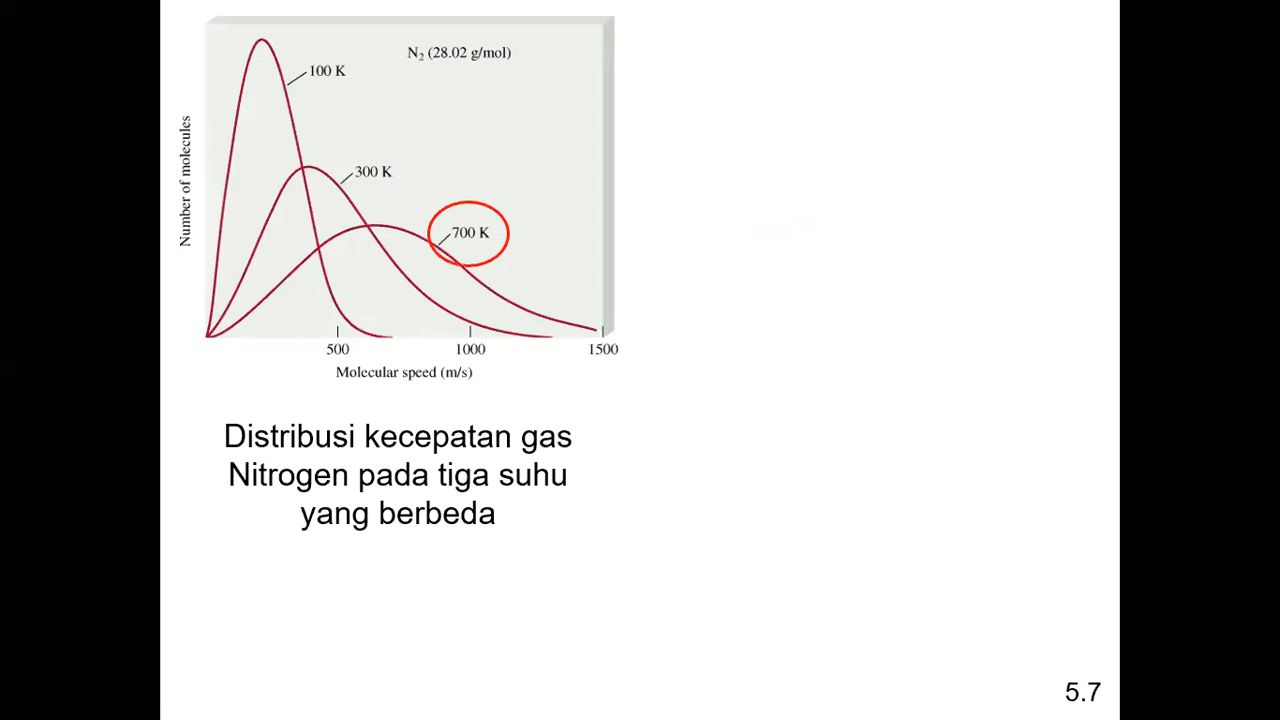 N₂ (28.02 g/mol)
100 K
300 K
700 K
Number of molecules
500 1000 1500
Molecular speed (m/s)
Distribusi kecepatan gas
Nitrogen pada tiga suhu
yang berbeda
5.7